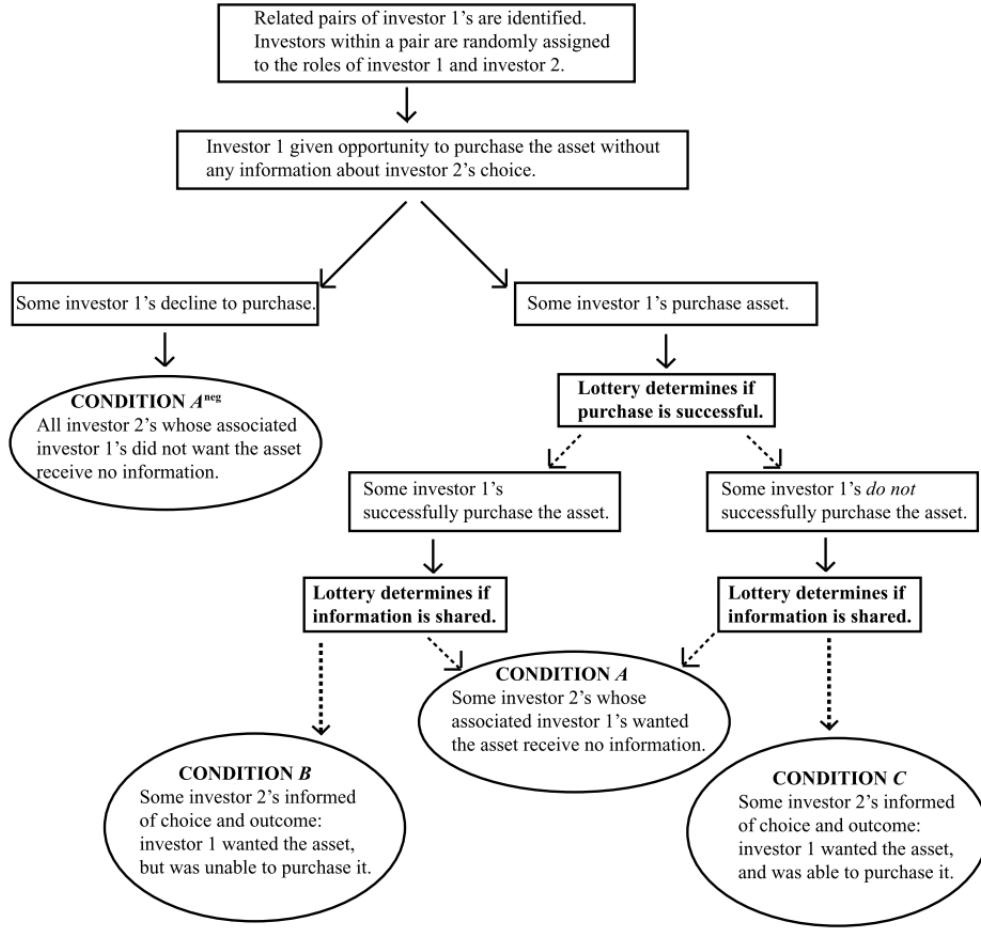 Related pairs of investor 1's are identified.
Investors within a pair are randomly assigned
to the roles of investor 1 and investor 2.
Investor 1 given opportunity to purchase the asset without
any information about investor 2's choice.
Some investor 1's decline to purchase.
Some investor 1's purchase asset.
CONDITION A^neg
All investor 2's whose associated
investor 1's did not want the asset
receive no information.
Lottery determines if
purchase is successful.
Some investor 1's
successfully purchase the asset.
Some investor 1's do not
successfully purchase the asset.
Lottery determines if
information is shared.
Lottery determines if
information is shared.
CONDITION A
Some investor 2's whose
associated investor 1's wanted
the asset receive no information.
CONDITION B
Some investor 2's informed
of choice and outcome:
investor 1 wanted the asset,
but was unable to purchase it.
CONDITION C
Some investor 2's informed
of choice and outcome:
investor 1 wanted the asset,
and was able to purchase it.